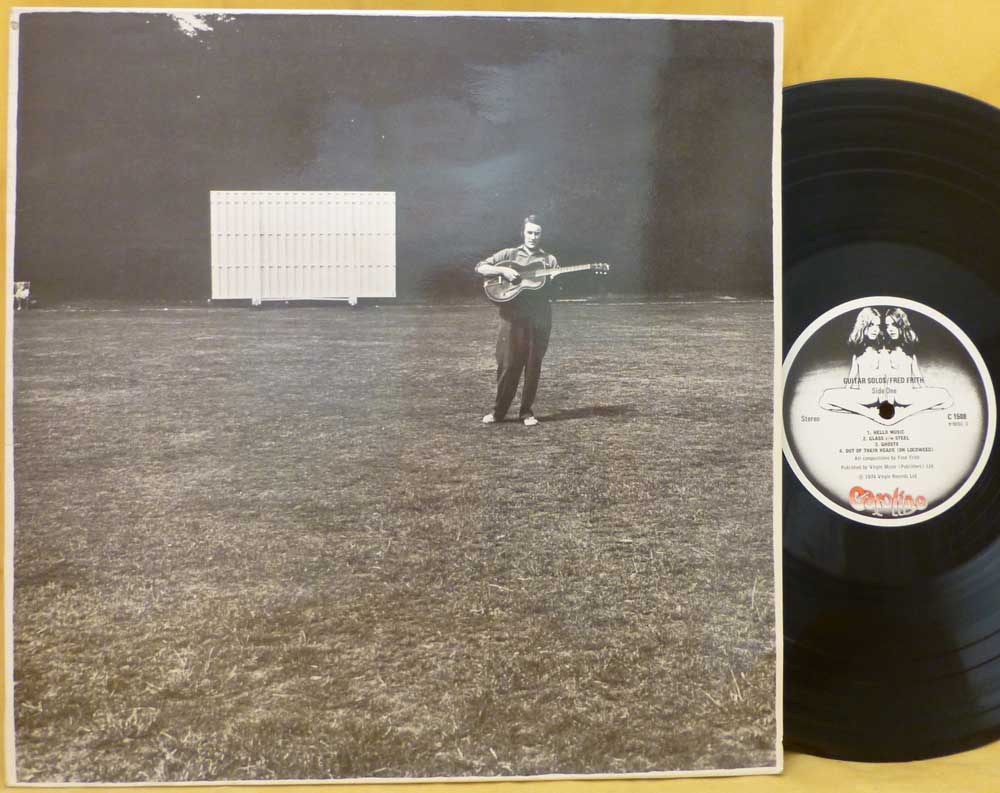 GUITAR SOLOS/FRED FRITH
Side One
Stereo
C 1508
1. HELLO MUSIC
2. GLASS c/w STEEL
3. GHOSTS
4. OUT OF THEIR HEADS (ON LOCOWEED)
All compositions by Fred Frith
Published by Virgin Music (Publishers) Ltd
℗ 1974 Virgin Records Ltd
Caroline